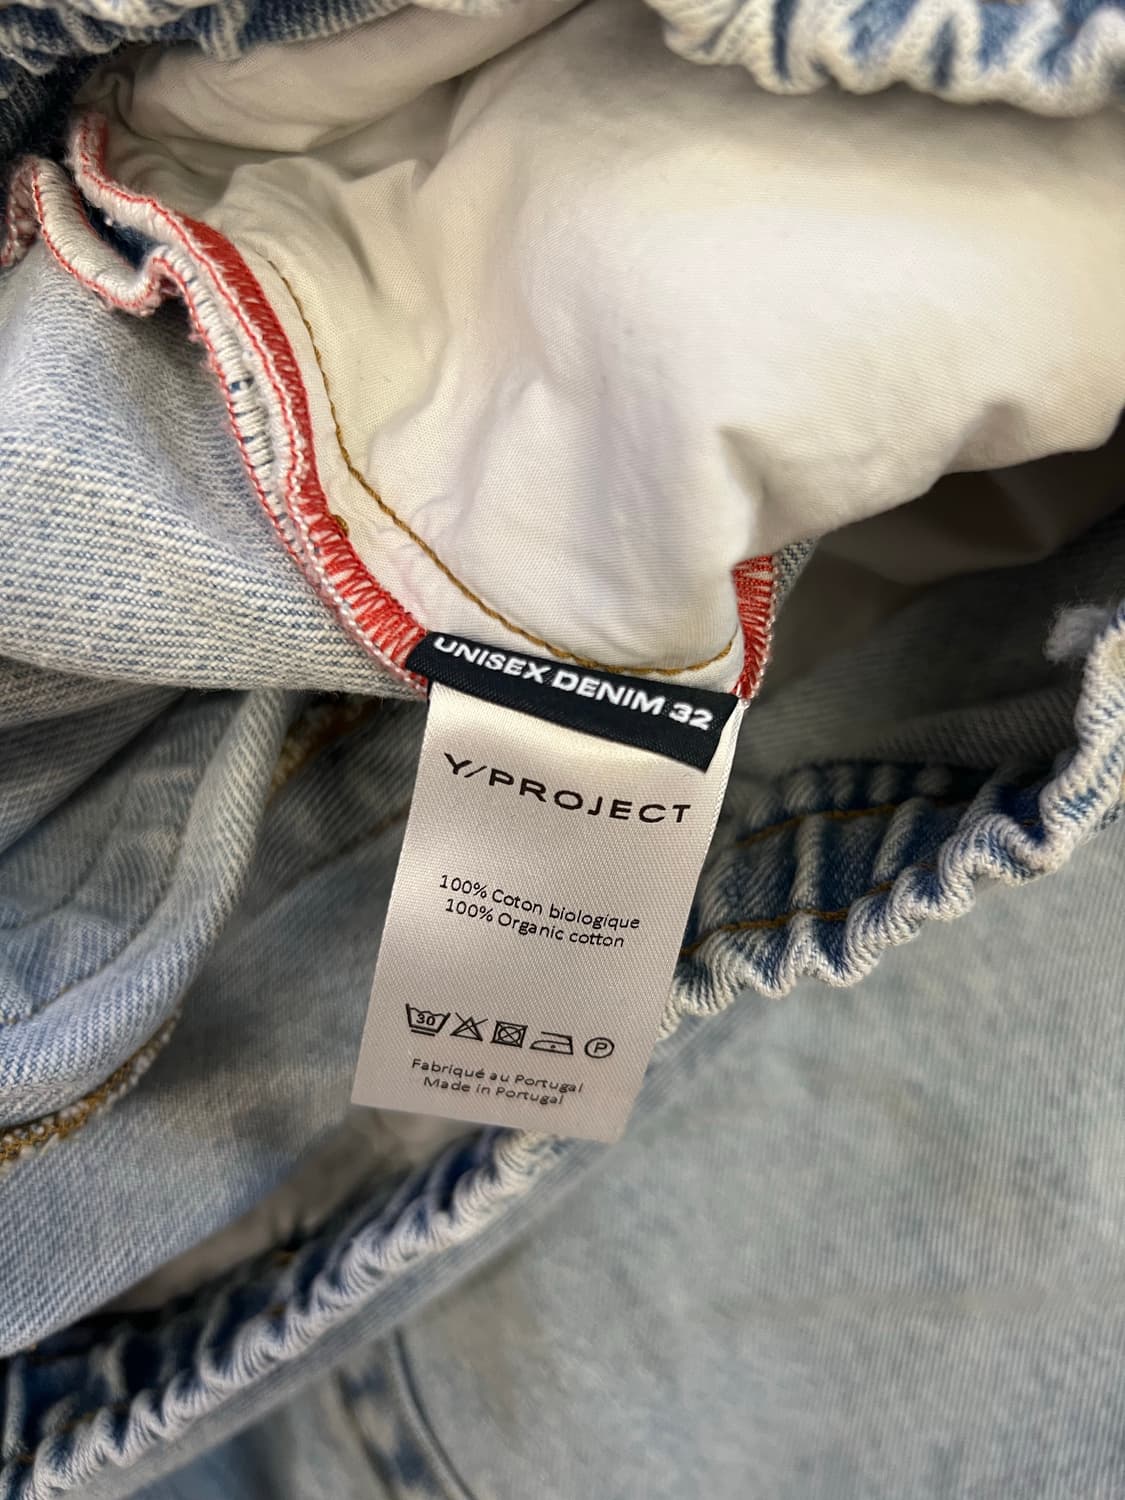 UNISEX DENIM 32
Y/PROJECT
100% Coton biologique
100% Organic cotton
30
P
Fabriqué au Portugal
Made in Portugal